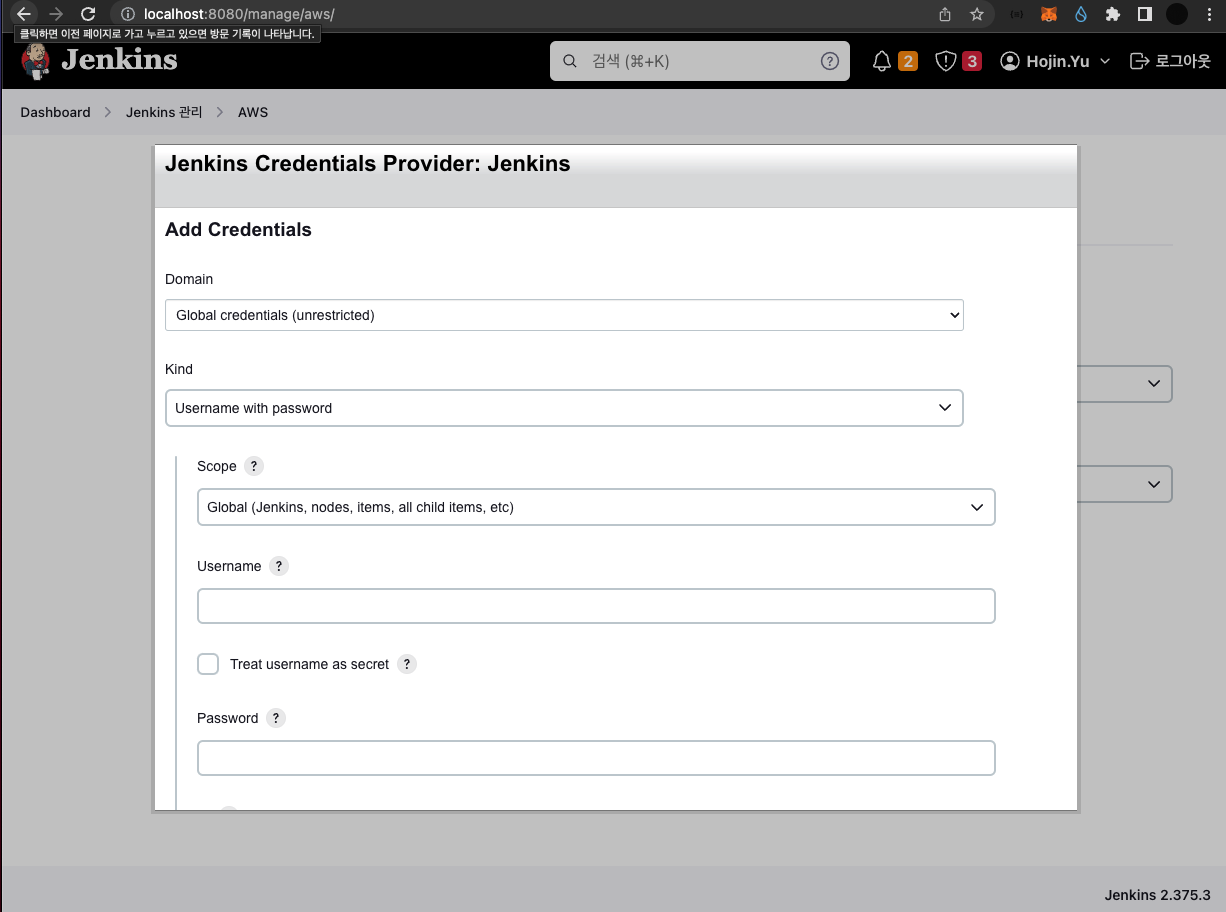 localhost:8080/manage/aws/
클릭하면 이전 페이지로 가고 누르고 있으면 방문 기록이 나타납니다.
Jenkins
검색 (⌘+K)
?
2
3
Hojin.Yu
로그아웃
Dashboard
Jenkins 관리
AWS
Jenkins Credentials Provider: Jenkins
Add Credentials
Domain
Global credentials (unrestricted)
Kind
Username with password
Scope ?
Global (Jenkins, nodes, items, all child items, etc)
Username ?
Treat username as secret ?
Password ?
Jenkins 2.375.3